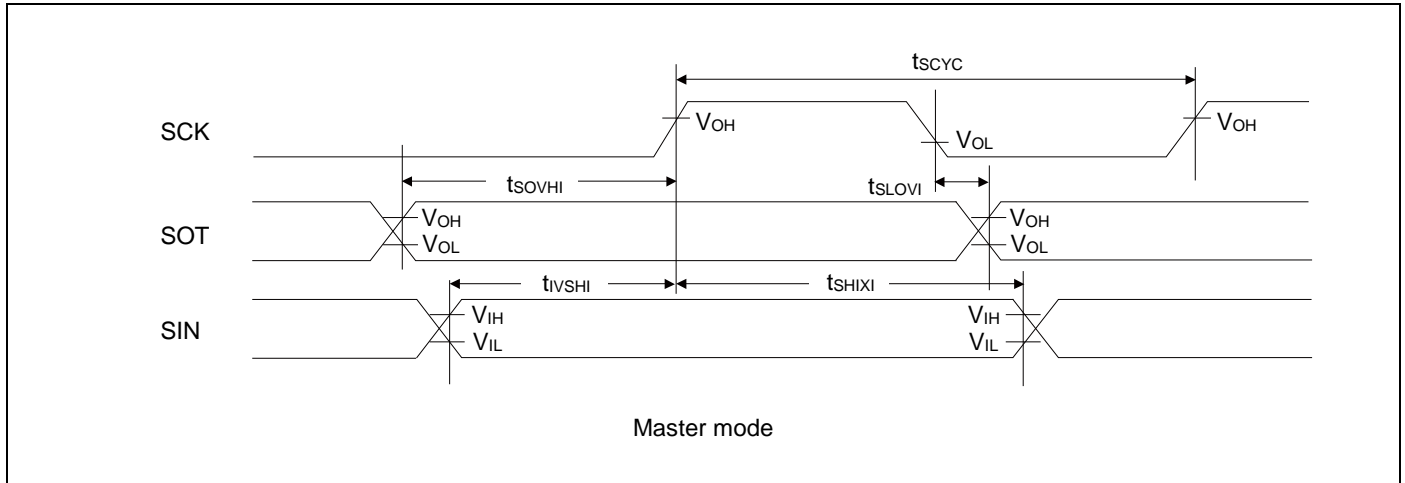 tSCYC
SCK
VOH
VOL
VOH
tSOVHI
tSLOVI
SOT
VOH
VOL
VOH
VOL
tIVSHI
tSHIXI
SIN
VIH
VIL
VIH
VIL
Master mode